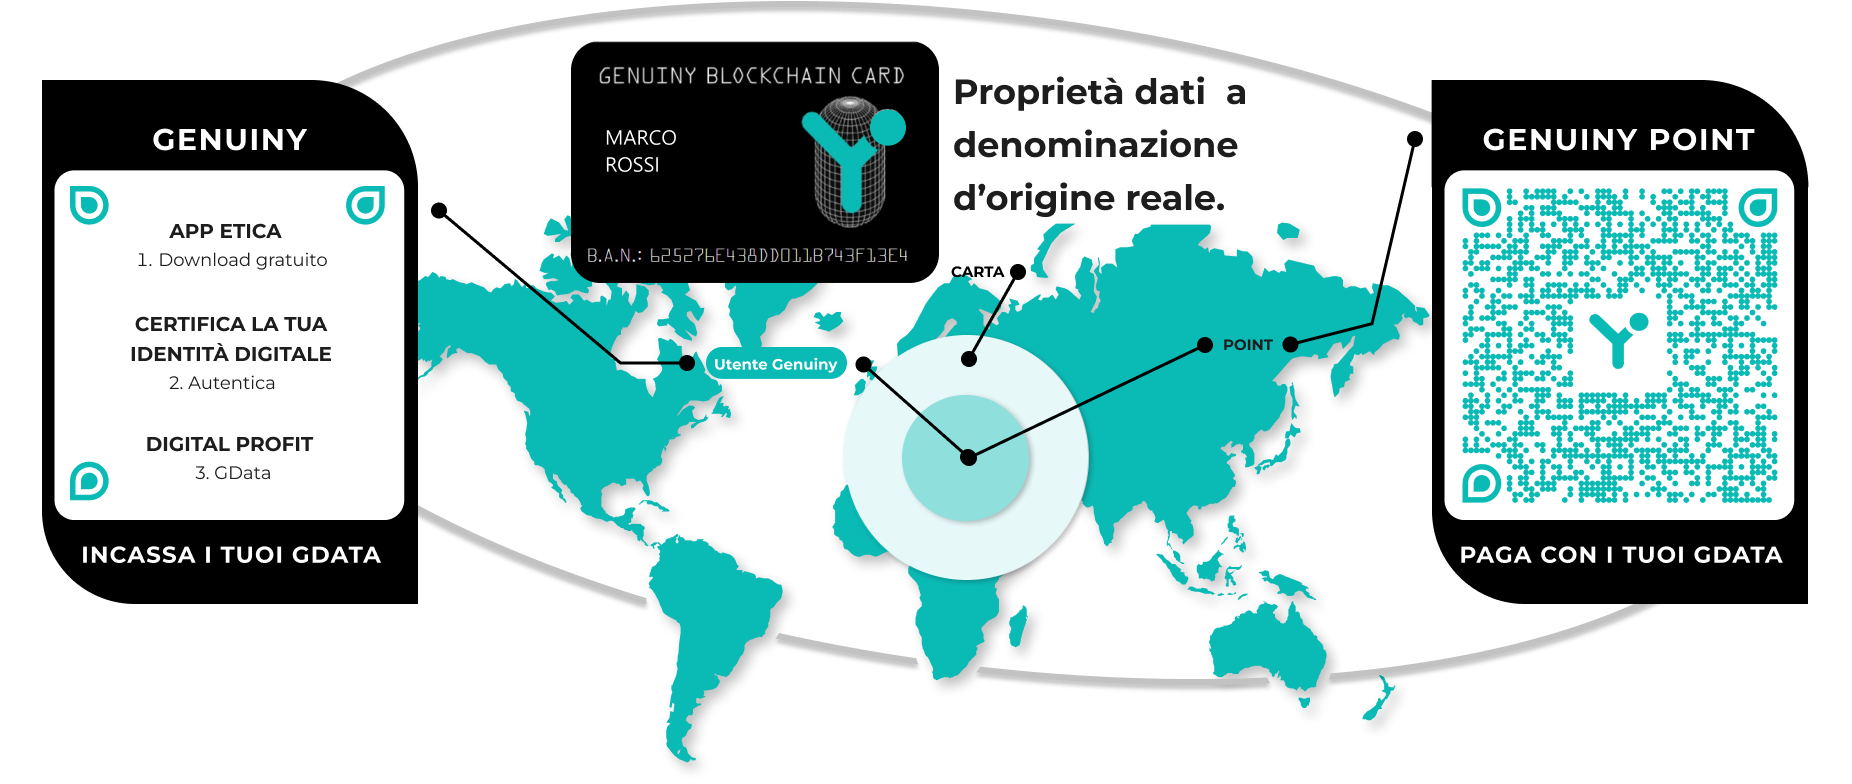 GENUINY
APP ETICA
1. Download gratuito
CERTIFICA LA TUA
IDENTITÀ DIGITALE
2. Autentica
DIGITAL PROFIT
3. GData
INCASSA I TUOI GDATA
GENUINY BLOCKCHAIN CARD
MARCO
ROSSI
B.A.N.: 625276E438DD011B743F13E4
Proprietà dati a
denominazione
d’origine reale.
CARTA
Utente Genuiny
POINT
GENUINY POINT
PAGA CON I TUOI GDATA